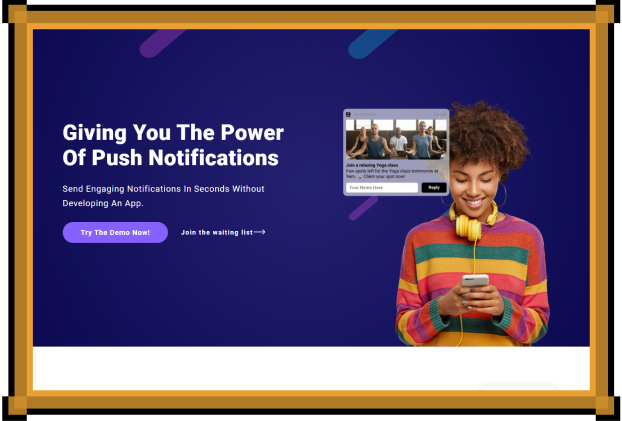 Giving You The Power
Of Push Notifications
Send Engaging Notifications In Seconds Without
Developing An App.
Try The Demo Now!
Join the waiting list
Join a relaxing Yoga class
Few spots left for the Yoga class tommorow at
9am. Claim your spot now!
Your Name Here
Reply